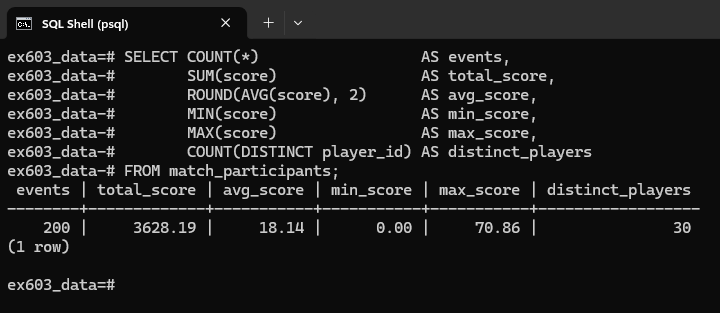 SQL Shell (psql)
ex603_data=# SELECT COUNT(*)                  AS events,
ex603_data-#        SUM(score)                AS total_score,
ex603_data-#        ROUND(AVG(score), 2)      AS avg_score,
ex603_data-#        MIN(score)                AS min_score,
ex603_data-#        MAX(score)                AS max_score,
ex603_data-#        COUNT(DISTINCT player_id) AS distinct_players
ex603_data-# FROM match_participants;
 events | total_score | avg_score | min_score | max_score | distinct_players
--------+-------------+-----------+-----------+-----------+------------------
    200 |     3628.19 |     18.14 |      0.00 |     70.86 |               30
(1 row)
ex603_data=#